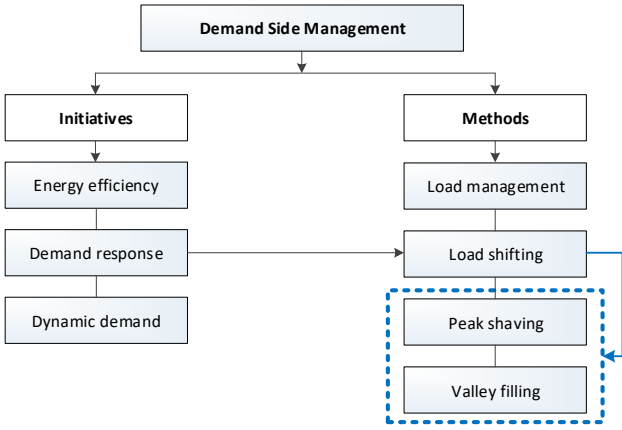 Demand Side Management
Initiatives
Methods
Energy efficiency
Load management
Demand response
Load shifting
Dynamic demand
Peak shaving
Valley filling